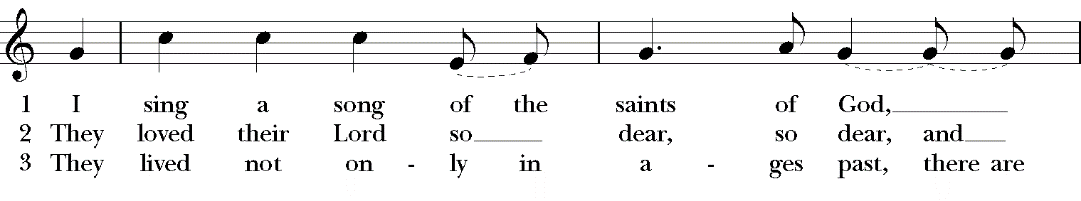 1 I sing a song of the saints of God,
2 They loved their Lord so dear, so dear, and
3 They lived not on - ly in a - ges past, there are